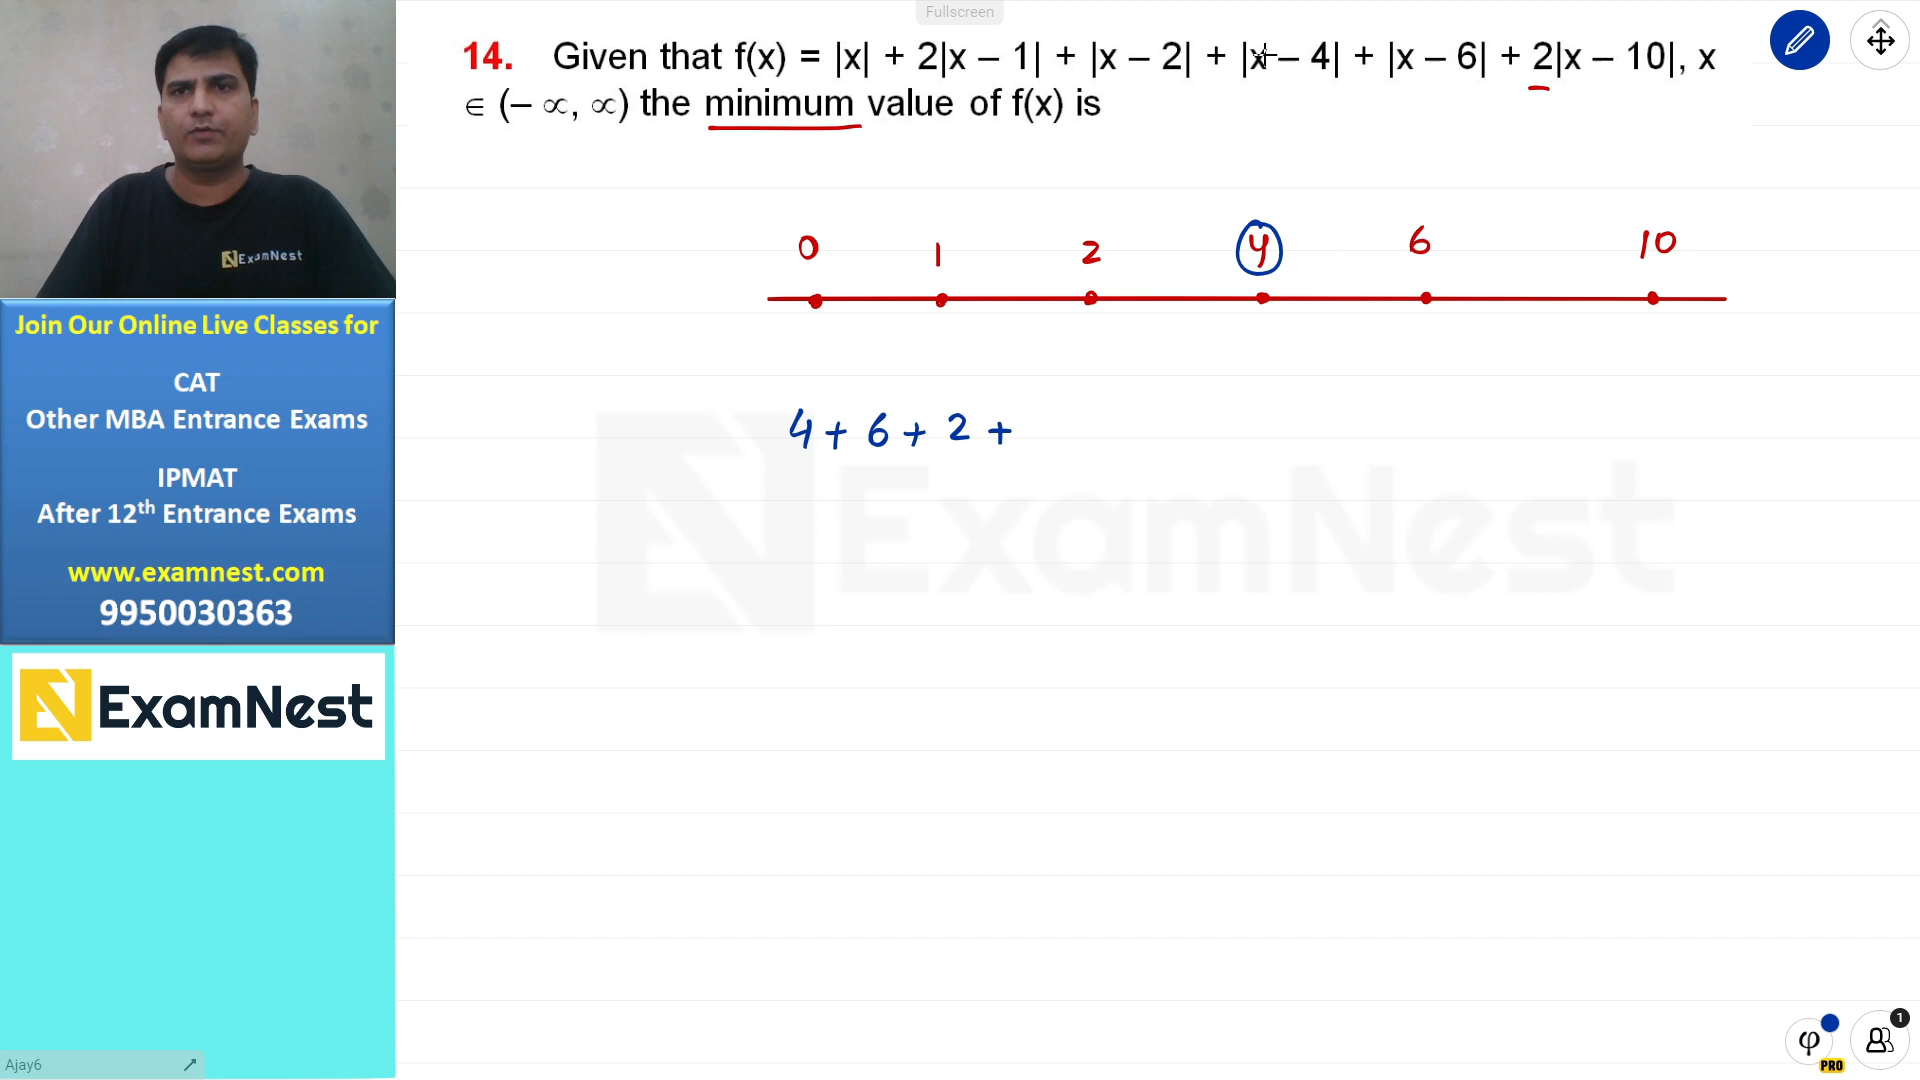 Fullscreen
14. Given that f(x) = |x| + 2|x – 1| + |x – 2| + |x – 4| + |x – 6| + 2|x – 10|, x
∈ (– ∝, ∝) the minimum value of f(x) is
0 1 2 4 6 10
4 + 6 + 2 +
ExamNest
ExamNest
Join Our Online Live Classes for
CAT
Other MBA Entrance Exams
IPMAT
After 12th Entrance Exams
www.examnest.com
9950030363
ExamNest
Ajay6
φ
PRO
1